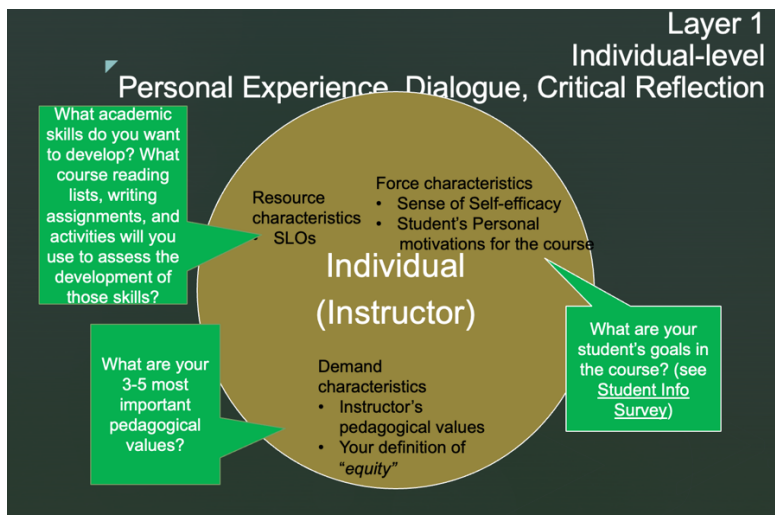 Layer 1
Individual-level
Personal Experience, Dialogue, Critical Reflection
What academic
skills do you want
to develop? What
course reading
lists, writing
assignments, and
activities will you
use to assess the
development of
those skills?
Resource
characteristics
• SLOs
Force characteristics
• Sense of Self-efficacy
• Student's Personal
motivations for the course
Individual
(Instructor)
What are your
student's goals in
the course? (see
Student Info
Survey)
What are your
3-5 most
important
pedagogical
values?
Demand
characteristics
• Instructor's
pedagogical values
• Your definition of
"equity"